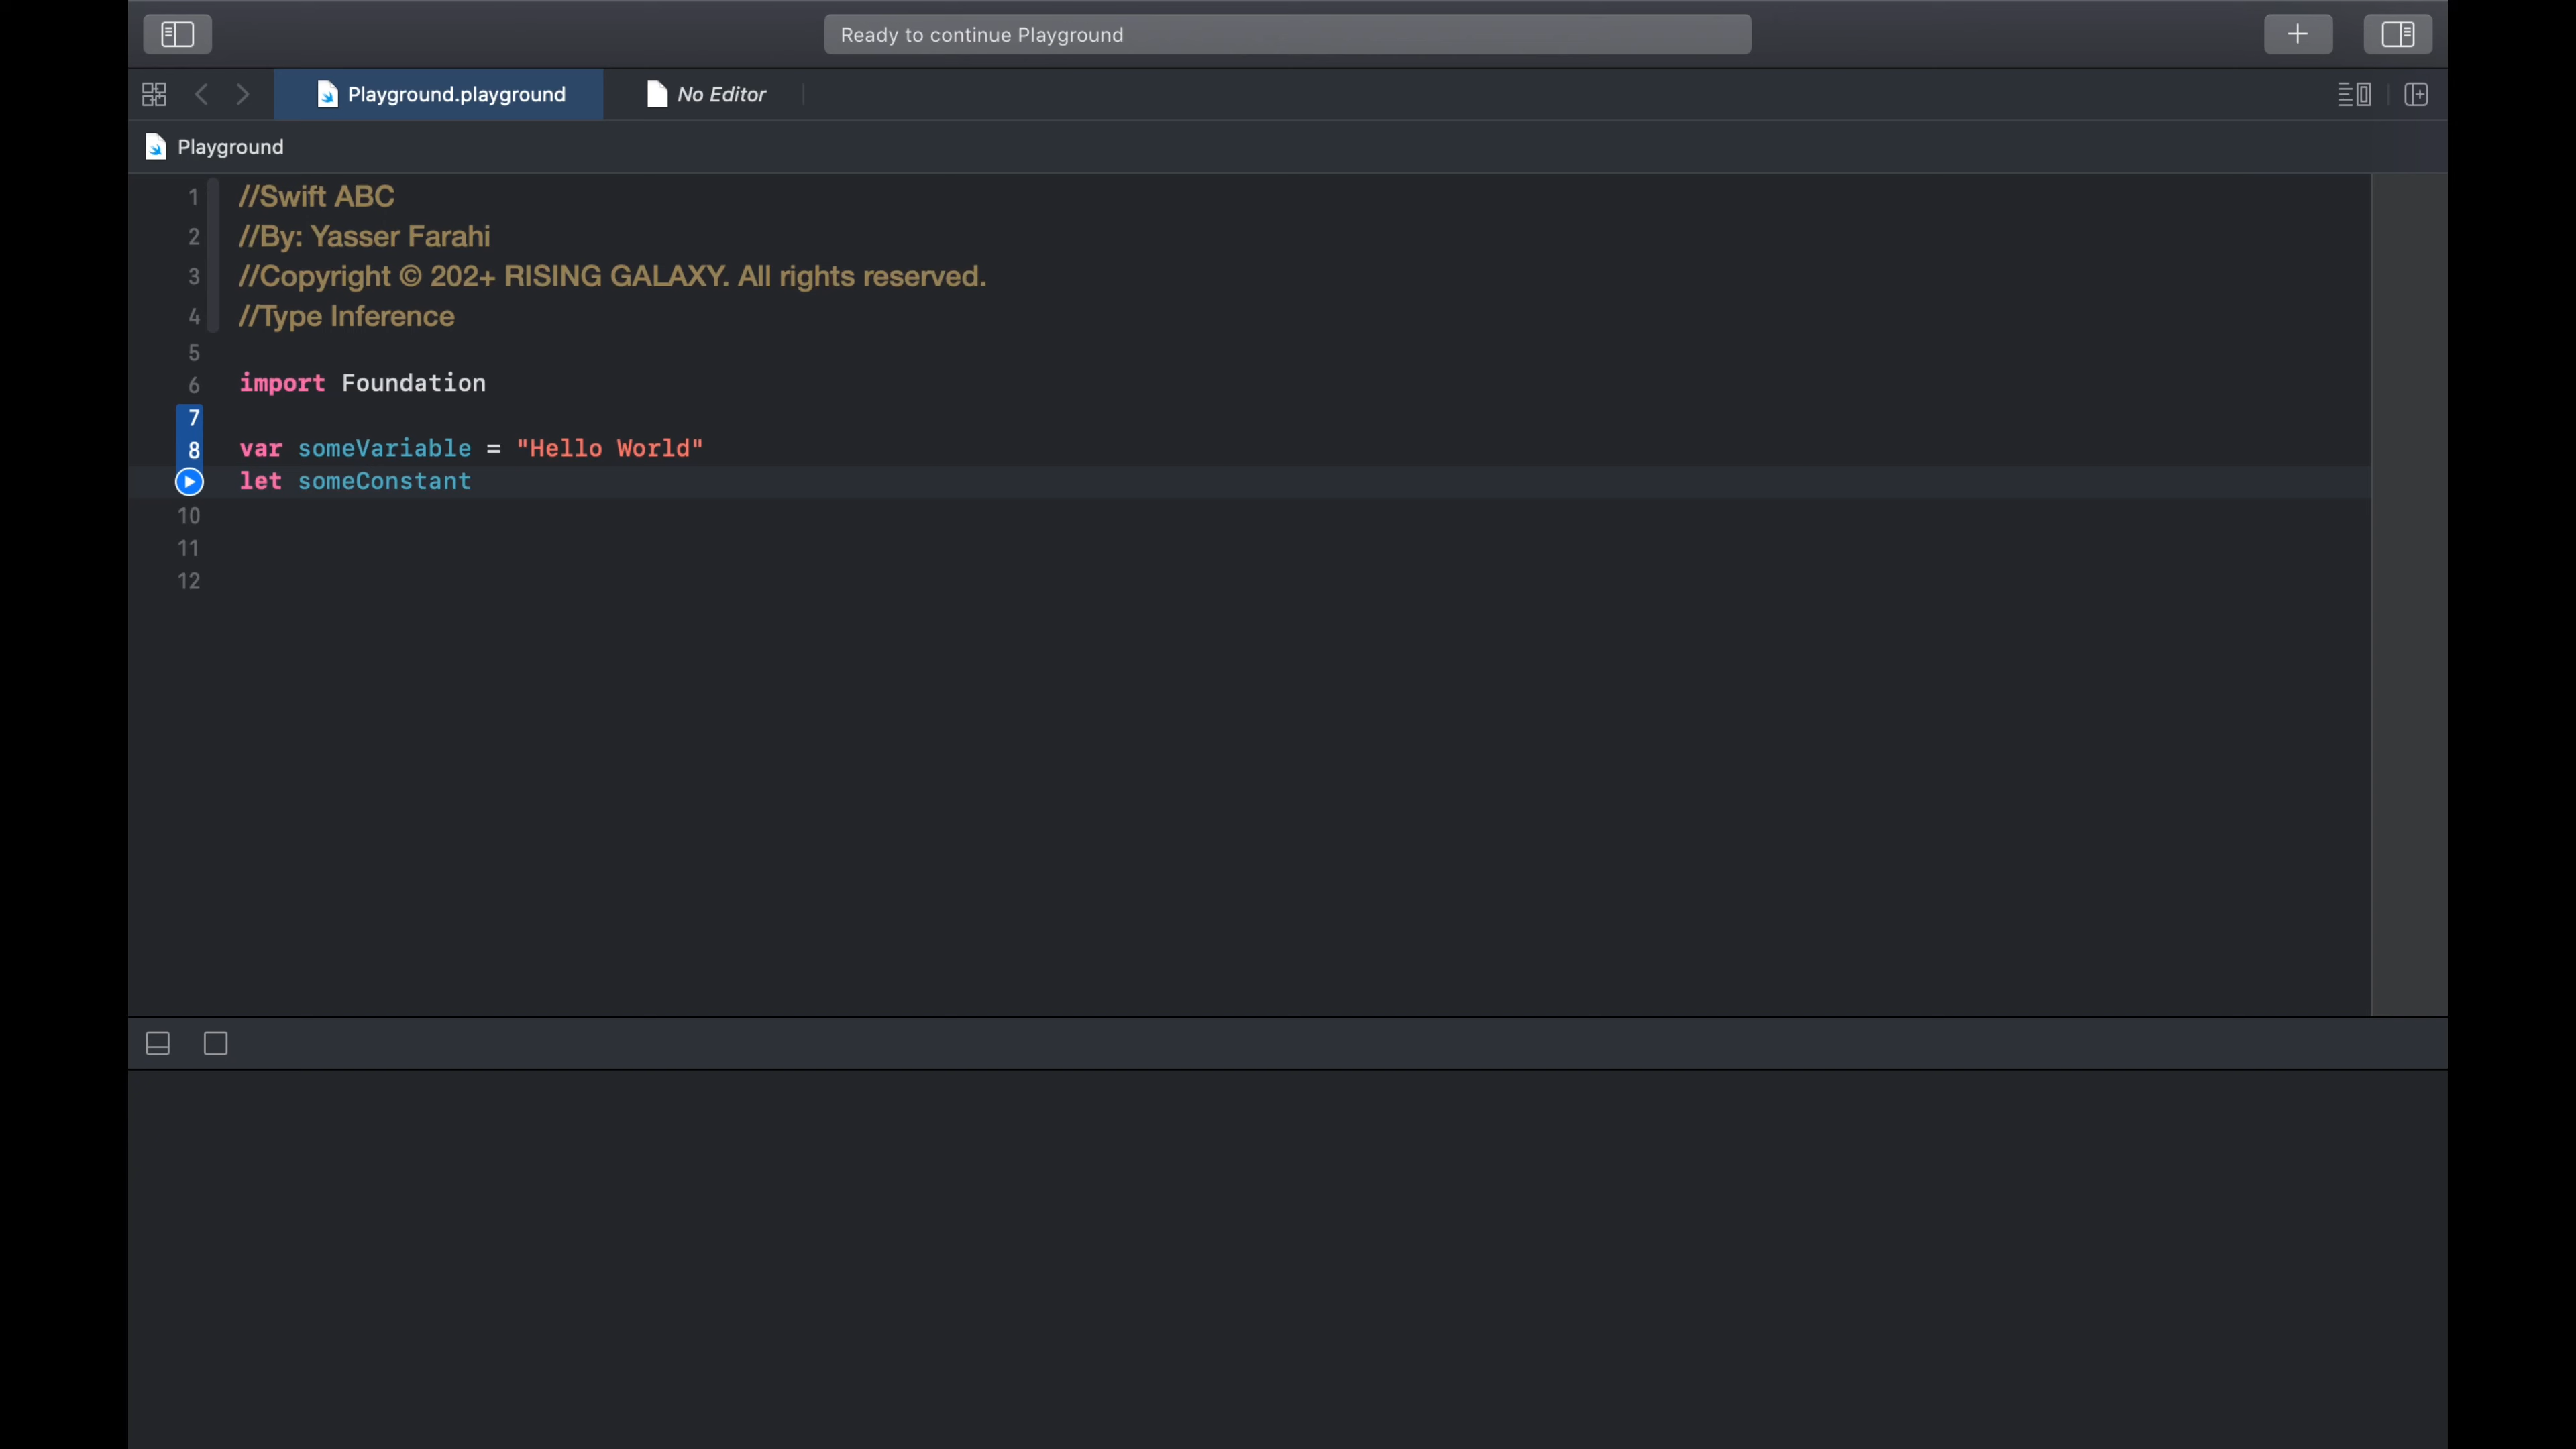 Ready to continue Playground
Playground.playground
No Editor
Playground
1 //Swift ABC
2 //By: Yasser Farahi
3 //Copyright © 202+ RISING GALAXY. All rights reserved.
4 //Type Inference
5
6 import Foundation
7
8 var someVariable = "Hello World"
let someConstant
10
11
12